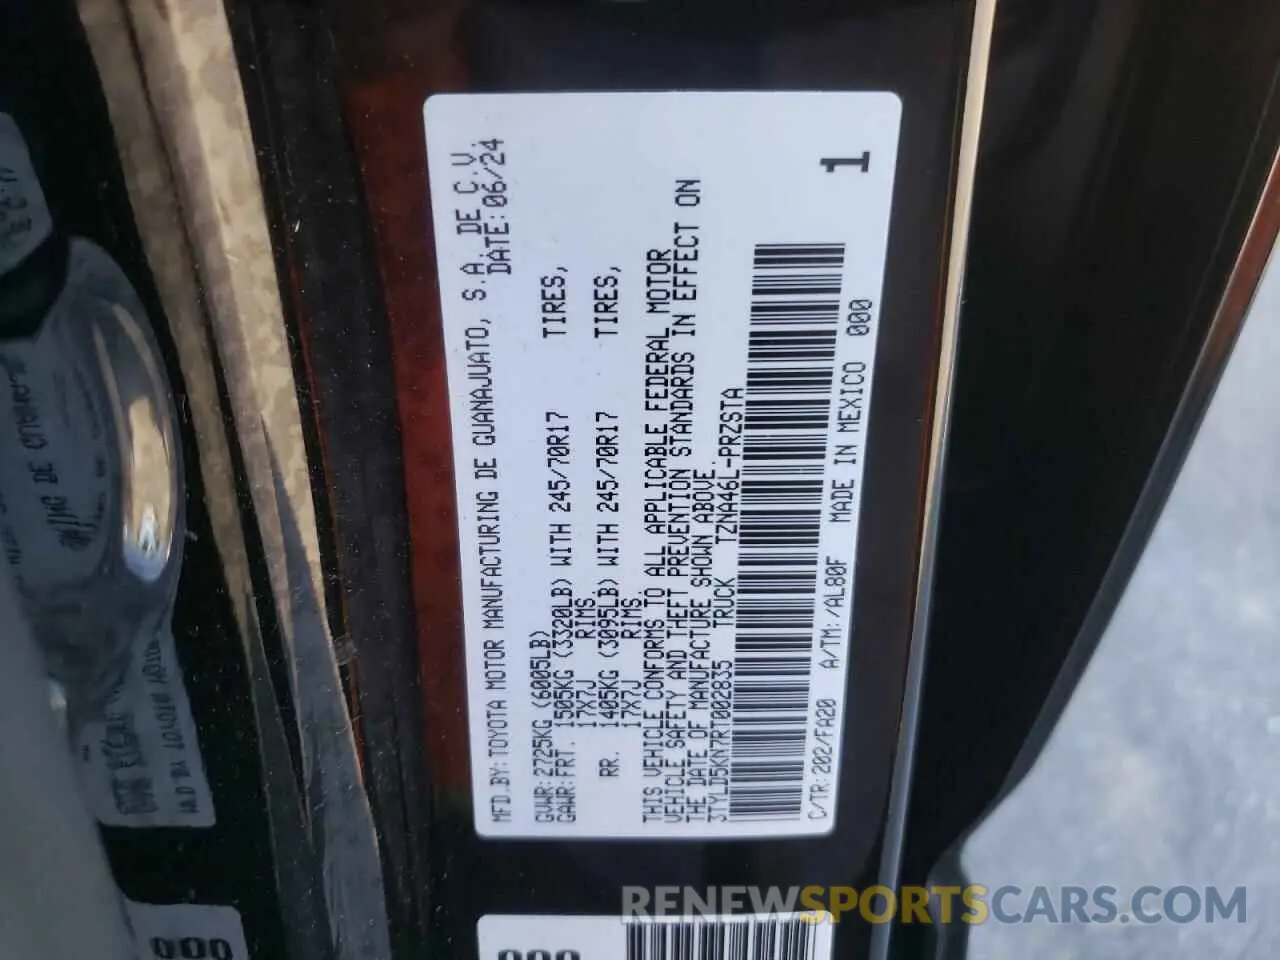 MFD.BY:TOYOTA MOTOR MANUFACTURING DE GUANAJUATO, S.A. DE C.V.
DATE:06/24
GVWR:2725KG (6005LB)
GAWR:FRT. 1505KG (3320LB) WITH 245/70R17 TIRES,
17X7J RIMS.
RR. 1405KG (3095LB) WITH 245/70R17 TIRES,
17X7J RIMS.
THIS VEHICLE CONFORMS TO ALL APPLICABLE FEDERAL MOTOR
VEHICLE SAFETY AND THEFT PREVENTION STANDARDS IN EFFECT ON
THE DATE OF MANUFACTURE SHOWN ABOVE.
3TYLD5KN7RT002835 TRUCK TZNA46L-PRZSTA
C/TR:202/FA20 A/TM:/AL80F MADE IN MEXICO 000
1
000
RENEWSPORTSCARS.COM